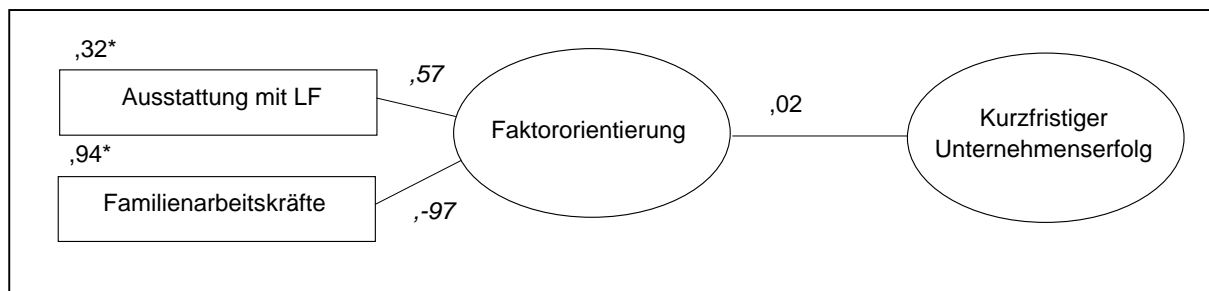 ,32*
Ausstattung mit LF
,57
Faktororientierung
,02
Kurzfristiger
Unternehmenserfolg
,94*
Familienarbeitskräfte
,-97